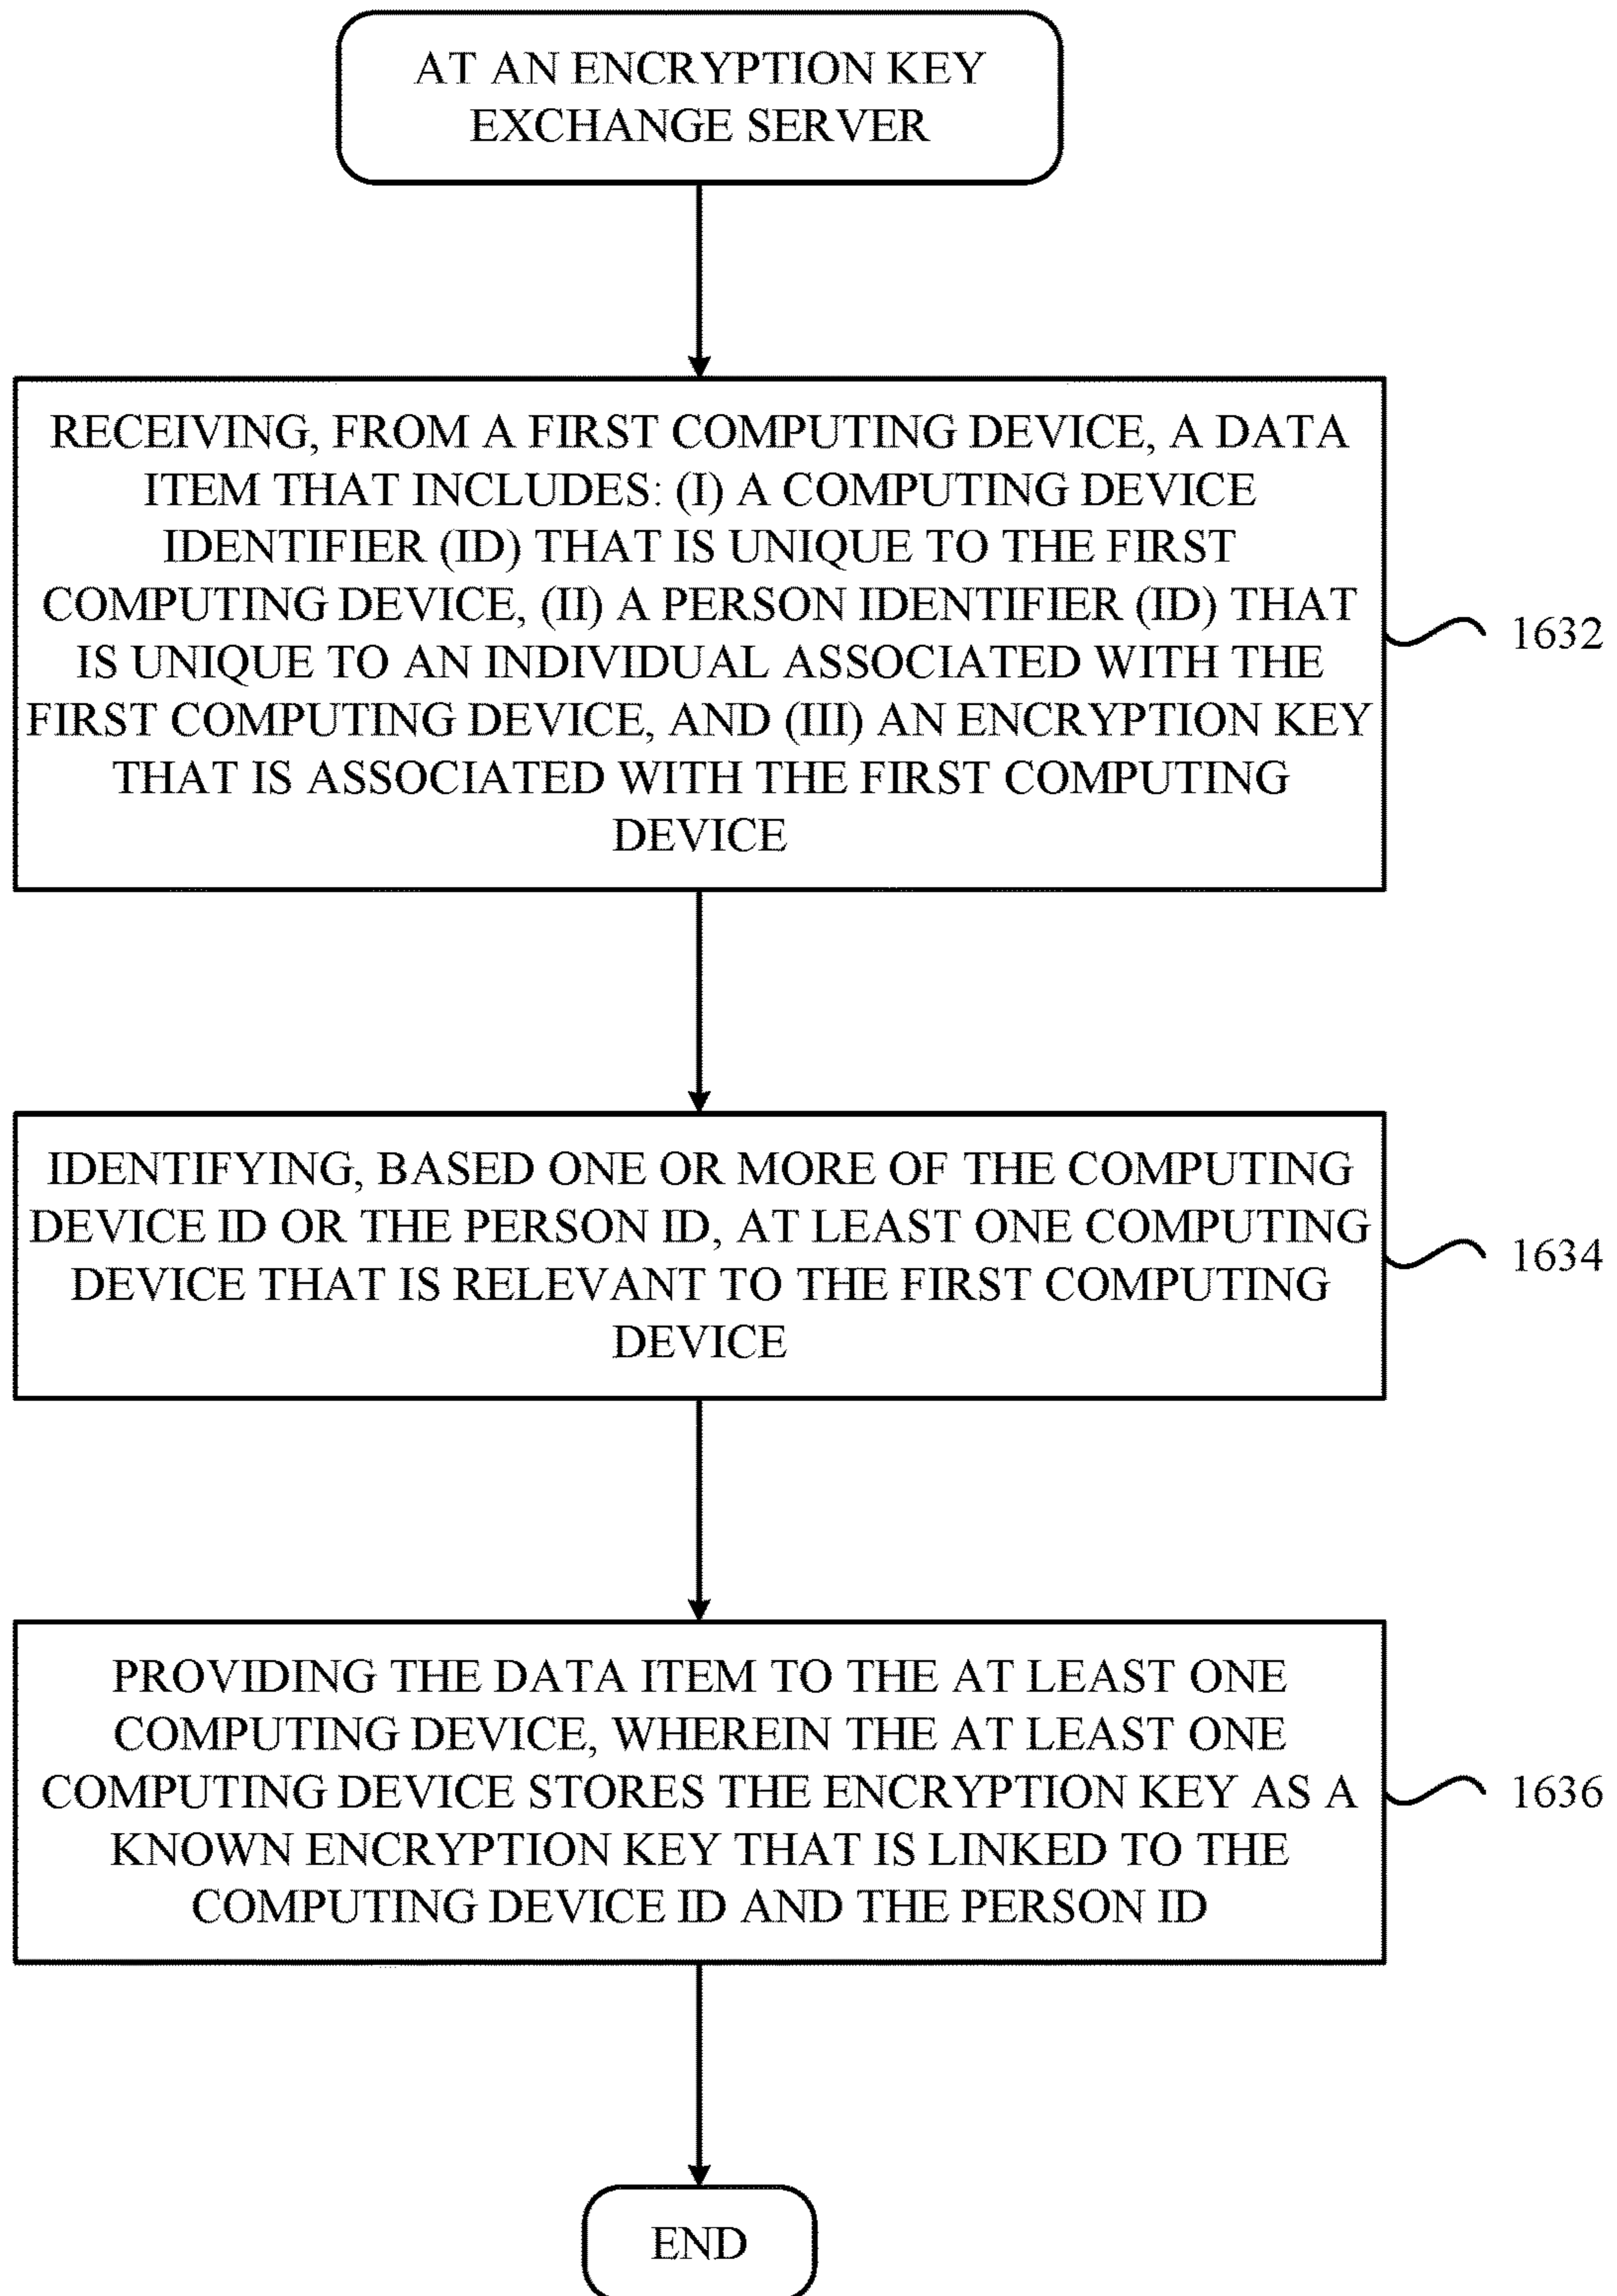 AT AN ENCRYPTION KEY
EXCHANGE SERVER
RECEIVING, FROM A FIRST COMPUTING DEVICE, A DATA
ITEM THAT INCLUDES: (I) A COMPUTING DEVICE
IDENTIFIER (ID) THAT IS UNIQUE TO THE FIRST
COMPUTING DEVICE, (II) A PERSON IDENTIFIER (ID) THAT
IS UNIQUE TO AN INDIVIDUAL ASSOCIATED WITH THE
FIRST COMPUTING DEVICE, AND (III) AN ENCRYPTION KEY
THAT IS ASSOCIATED WITH THE FIRST COMPUTING
DEVICE
1632
IDENTIFYING, BASED ONE OR MORE OF THE COMPUTING
DEVICE ID OR THE PERSON ID, AT LEAST ONE COMPUTING
DEVICE THAT IS RELEVANT TO THE FIRST COMPUTING
DEVICE
1634
PROVIDING THE DATA ITEM TO THE AT LEAST ONE
COMPUTING DEVICE, WHEREIN THE AT LEAST ONE
COMPUTING DEVICE STORES THE ENCRYPTION KEY AS A
KNOWN ENCRYPTION KEY THAT IS LINKED TO THE
COMPUTING DEVICE ID AND THE PERSON ID
1636
END